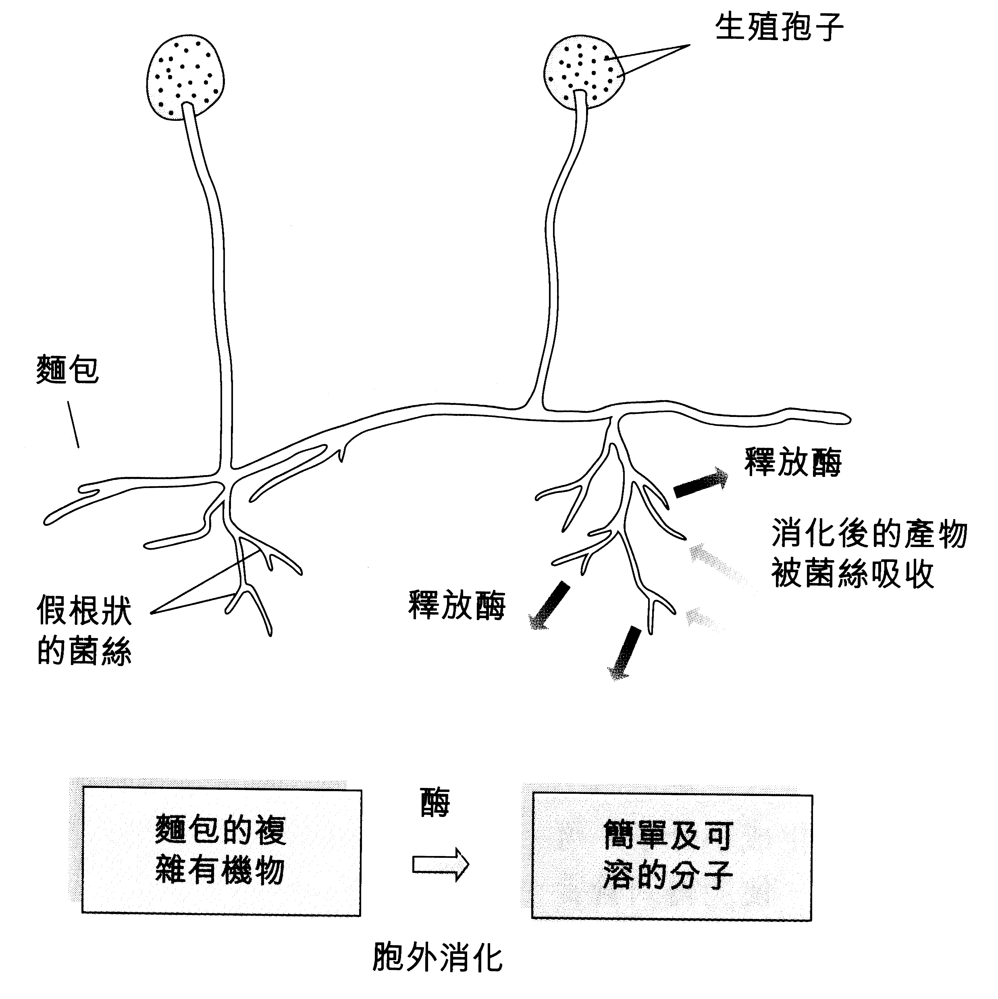 生殖孢子
麵包
釋放酶
消化後的產物
被菌絲吸收
釋放酶
假根狀
的菌絲
麵包的複
雜有機物
酶
簡單及可
溶的分子
胞外消化